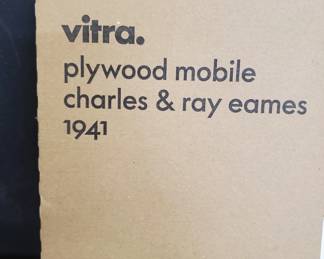 vitra.
plywood mobile
charles & ray eames
1941